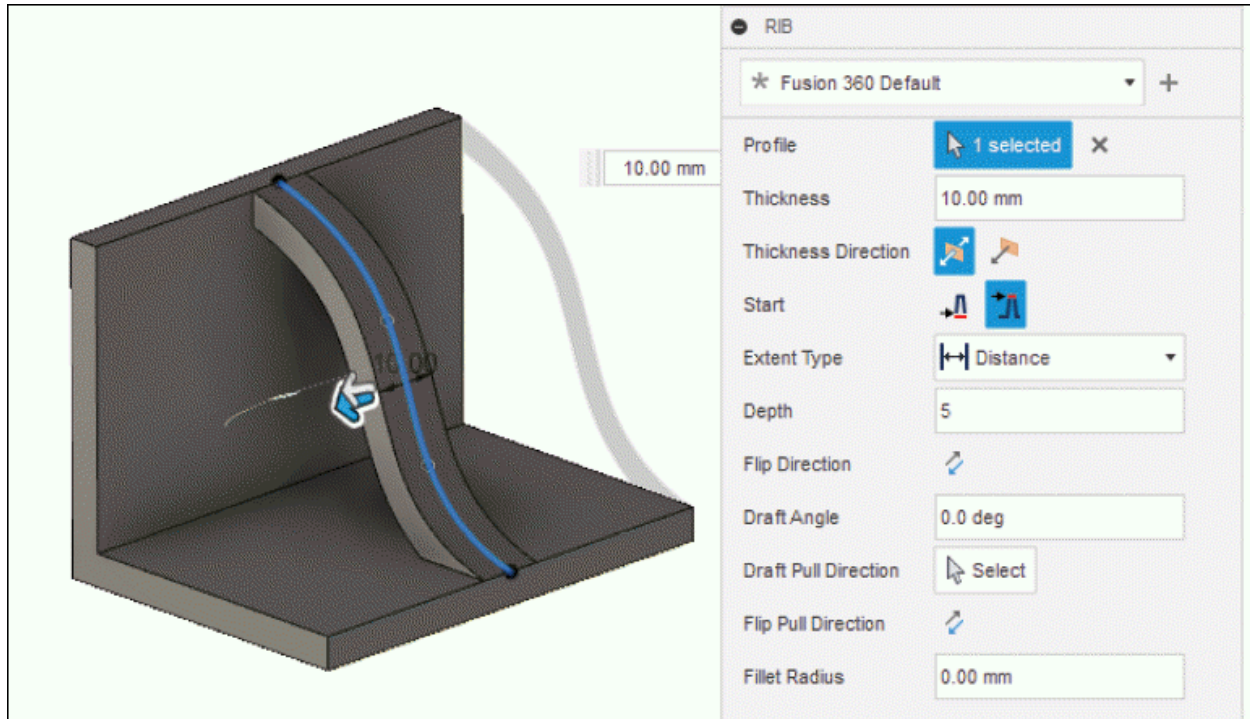 RIB
Fusion 360 Default
Profile 1 selected
10.00 mm
Thickness 10.00 mm
Thickness Direction
Start
Extent Type Distance
10.00
Depth 5
Flip Direction
Draft Angle 0.0 deg
Draft Pull Direction Select
Flip Pull Direction
Fillet Radius 0.00 mm